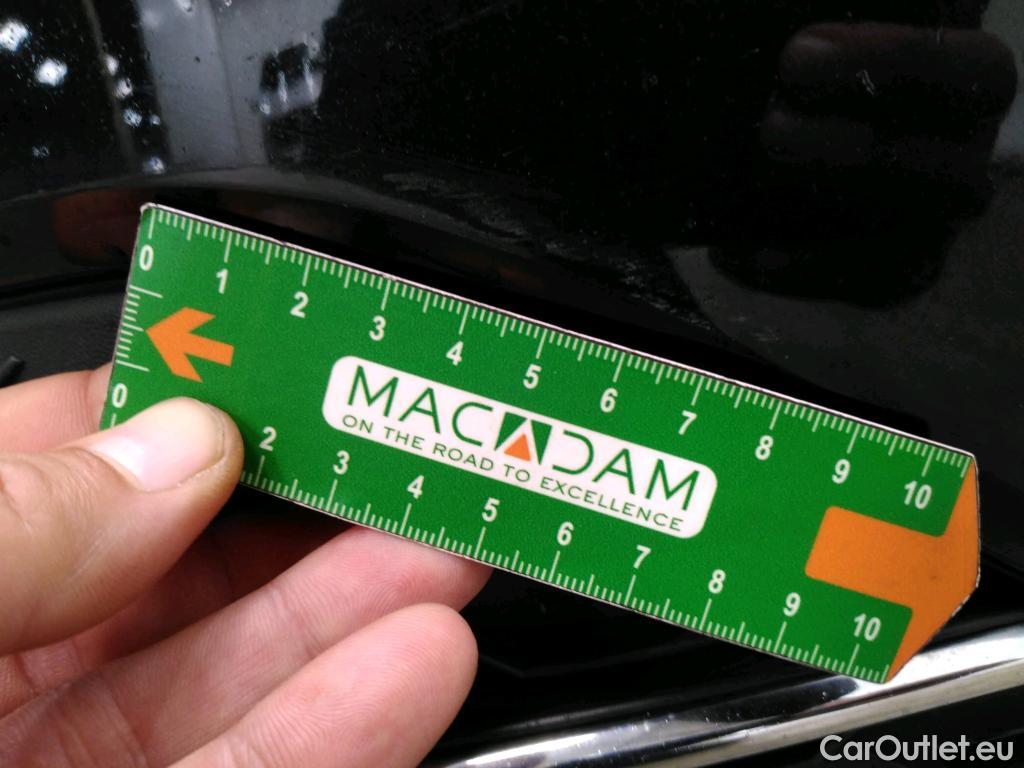 0 1 2 3 4 5 6 7 8 9 10
MACADAM
ON THE ROAD TO EXCELLENCE
0 2 3 4 5 6 7 8 9 10
CarOutlet.eu